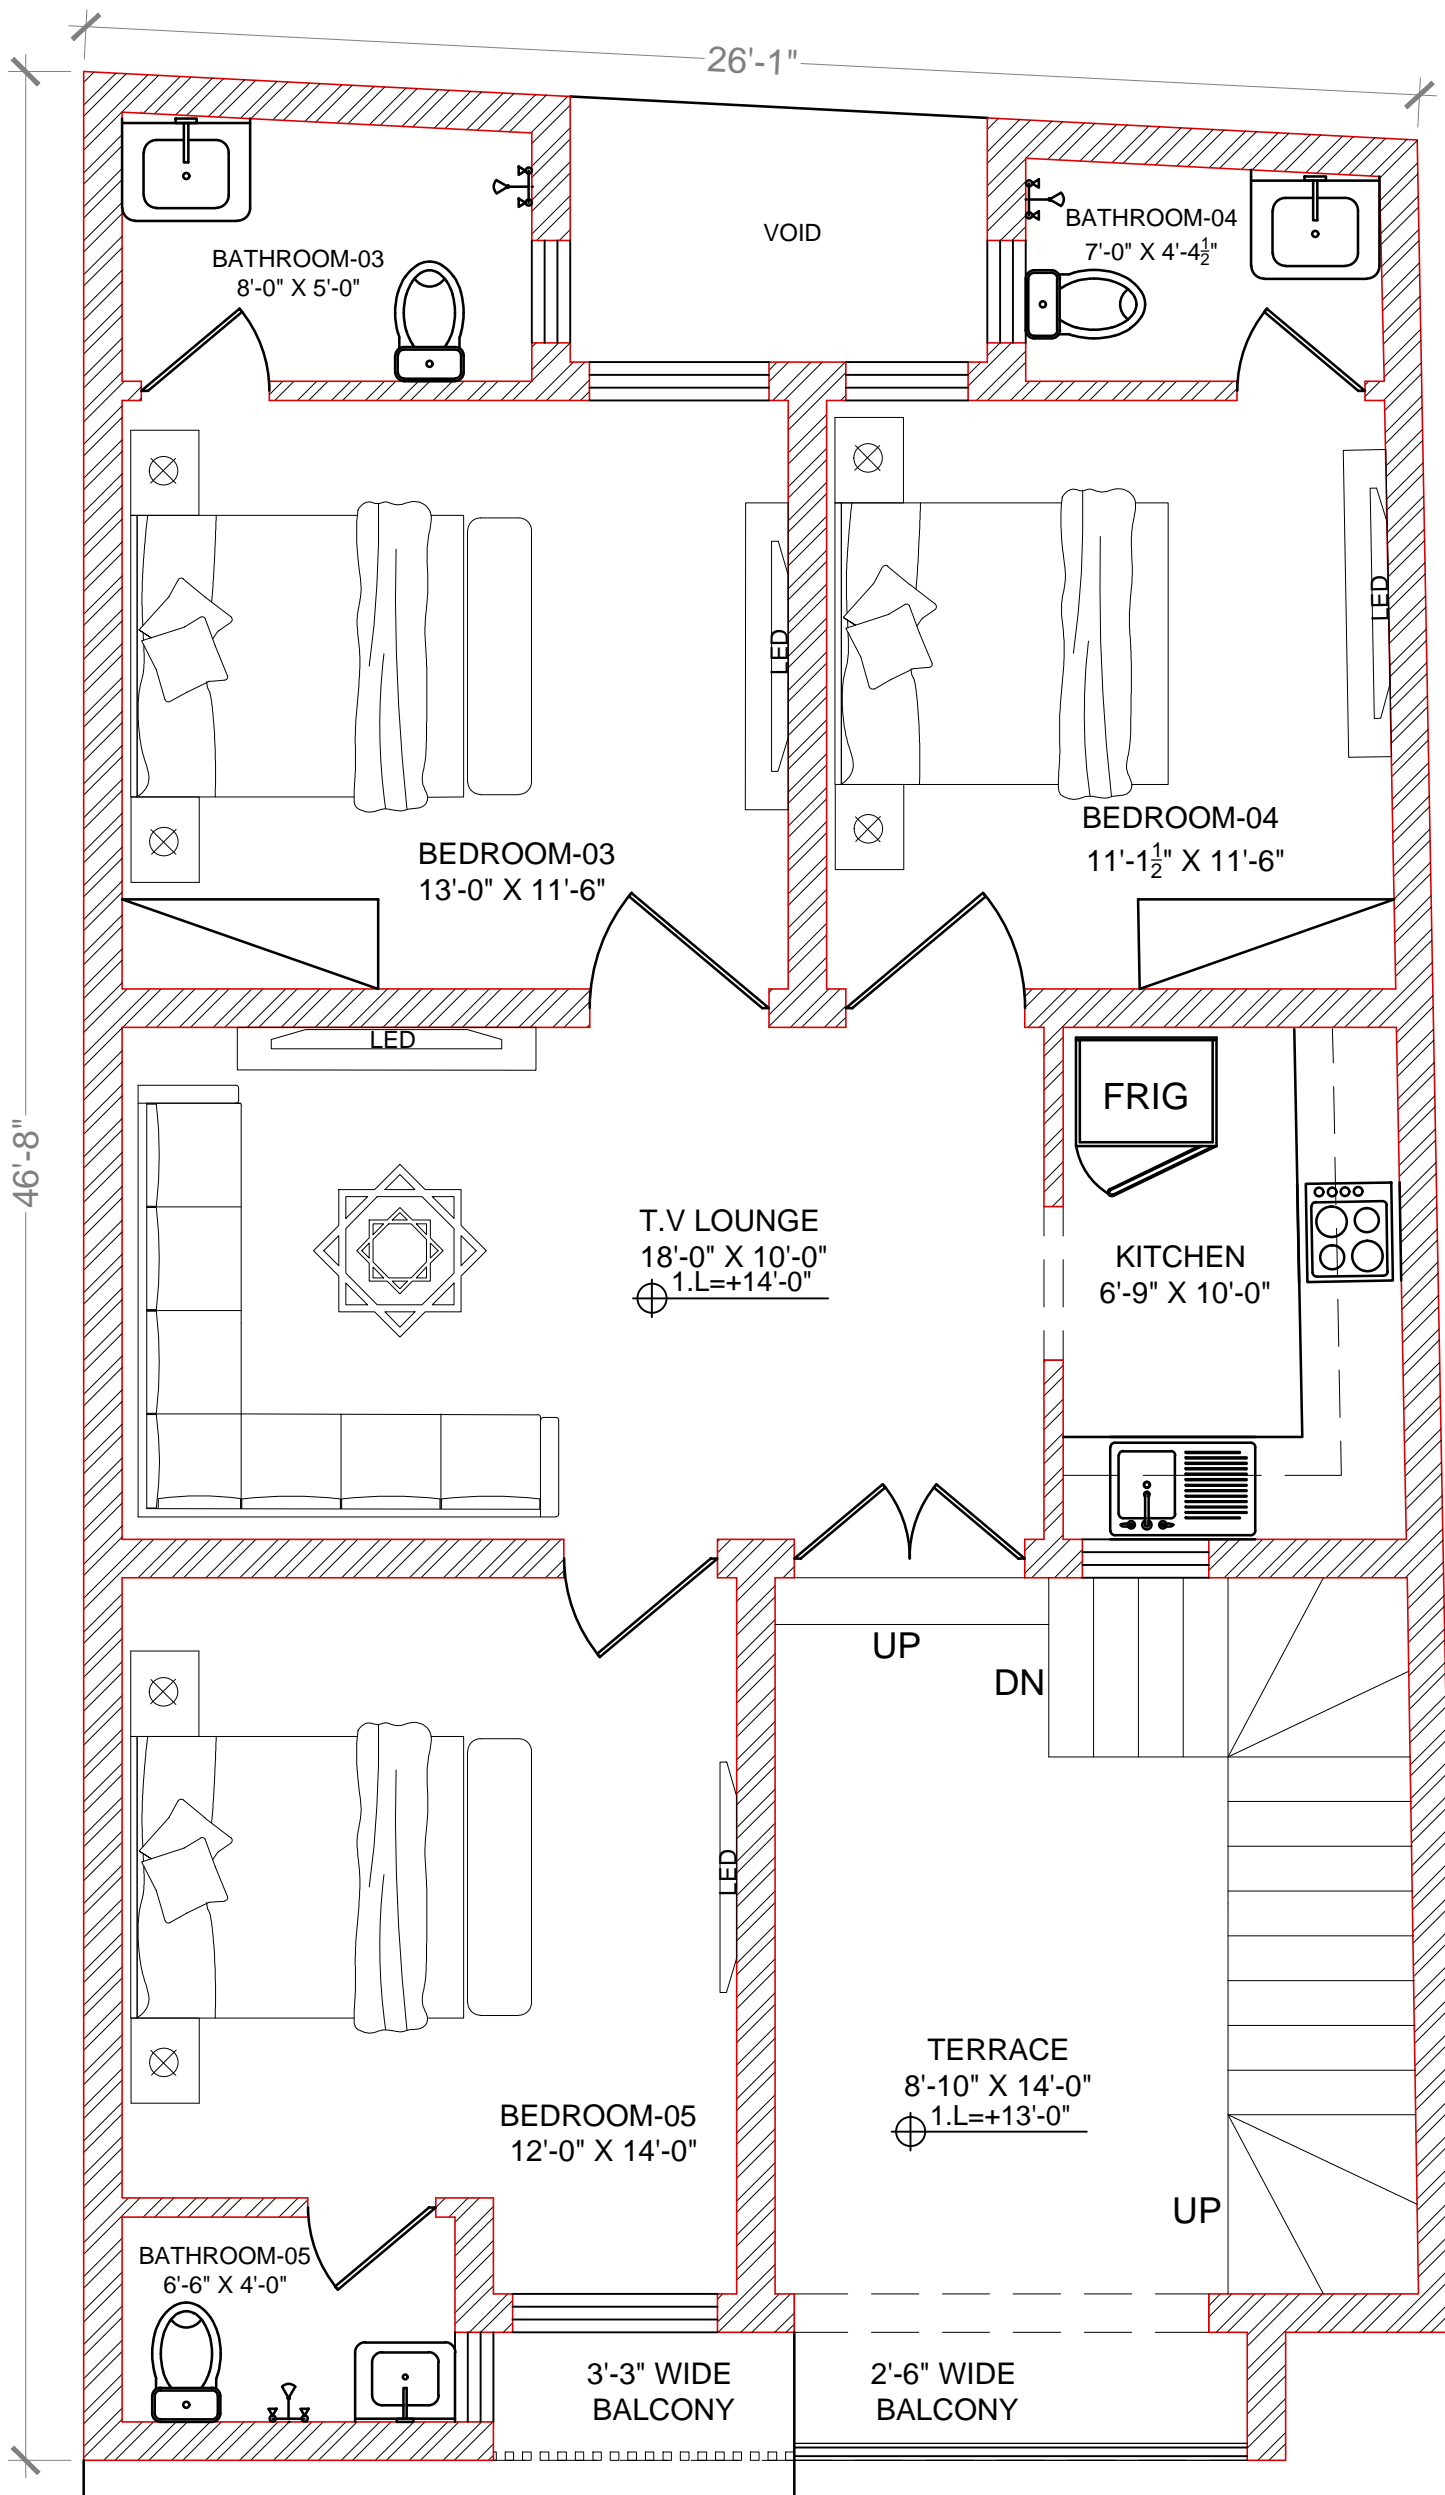 26'-1"
VOID
BATHROOM-04
7'-0" X 4'-4½"
BATHROOM-03
8'-0" X 5'-0"
LED
LED
BEDROOM-04
11'-1½" X 11'-6"
BEDROOM-03
13'-0" X 11'-6"
LED
FRIG
46'-8"
T.V LOUNGE
18'-0" X 10'-0"
1.L=+14'-0"
KITCHEN
6'-9" X 10'-0"
UP
DN
LED
TERRACE
8'-10" X 14'-0"
1.L=+13'-0"
BEDROOM-05
12'-0" X 14'-0"
UP
BATHROOM-05
6'-6" X 4'-0"
3'-3" WIDE
BALCONY
2'-6" WIDE
BALCONY